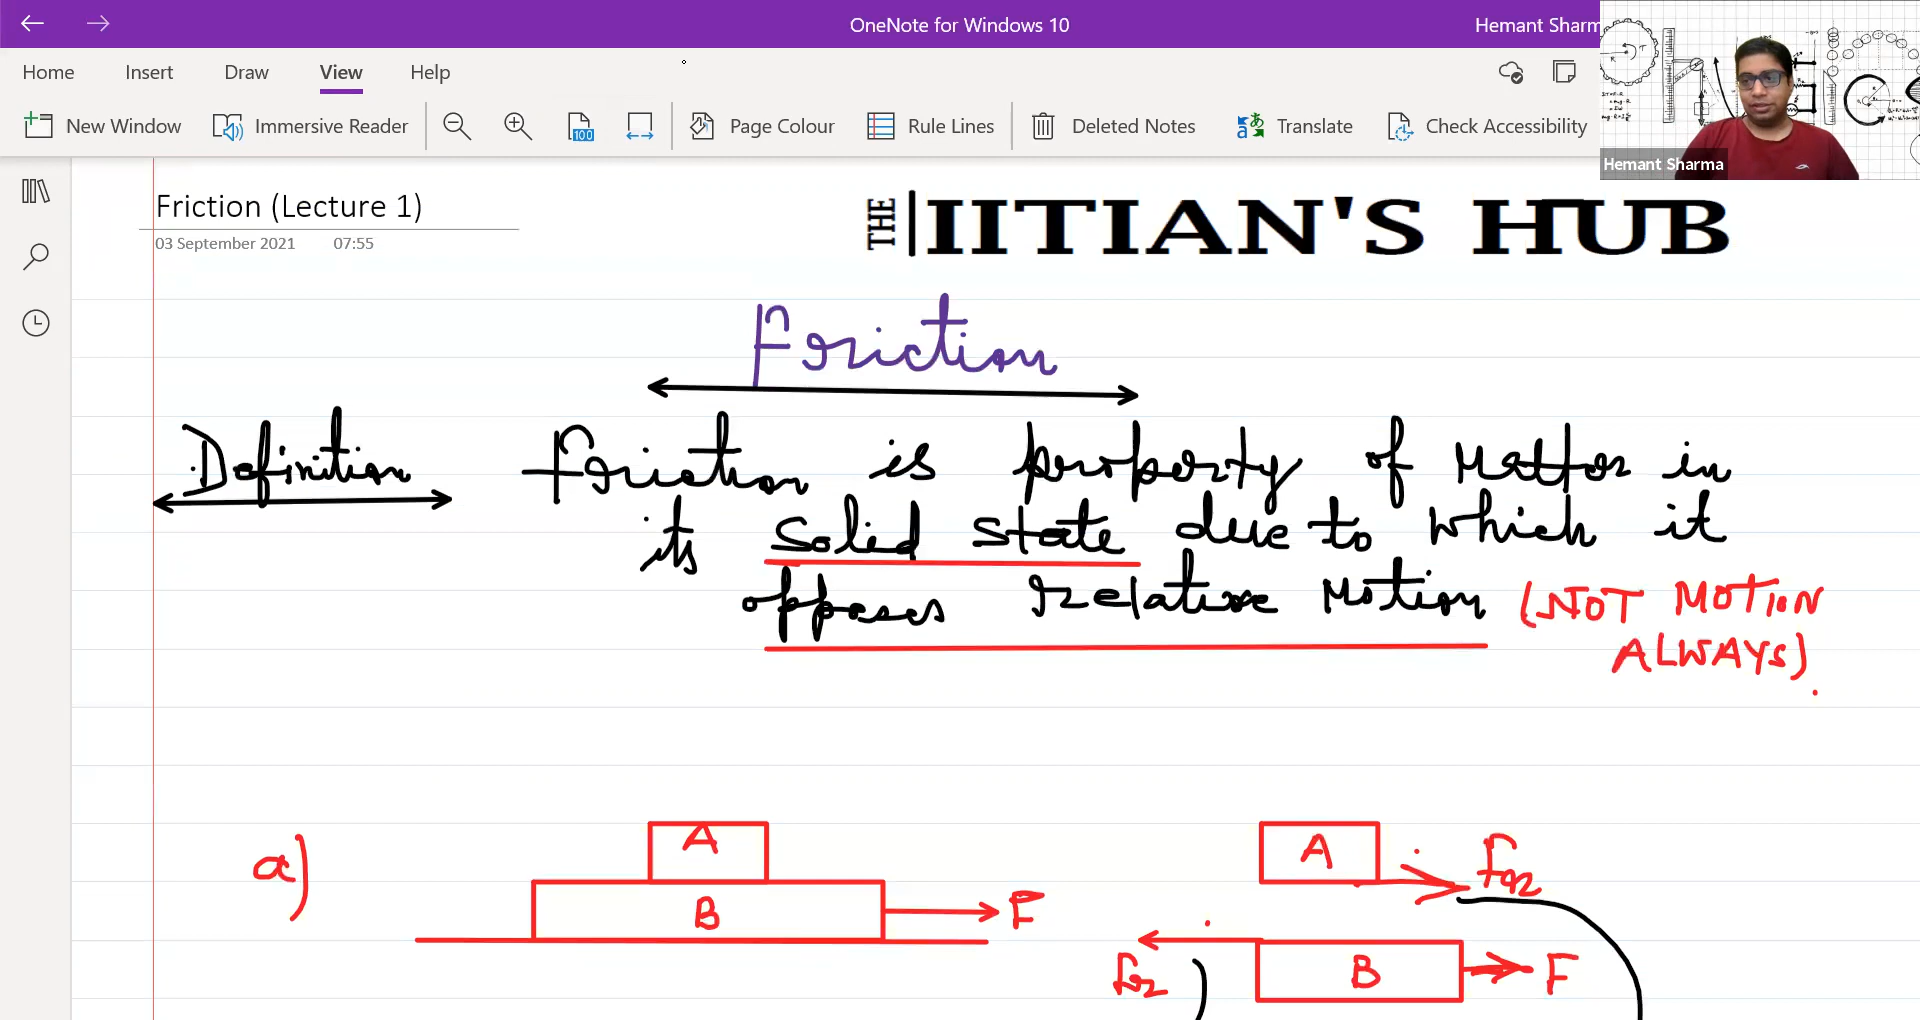 OneNote for Windows 10
Hemant Sharm
Home Insert Draw View Help
New Window Immersive Reader 100 Page Colour Rule Lines Deleted Notes Translate Check Accessibility
Hemant Sharma
Friction (Lecture 1)
03 September 2021 07:55
THE IITIAN'S HUB
Friction
Definition Friction is property of Matter in
its solid state due to which it
opposes relative Motion (NOT MOTION
ALWAYS)
a) A A fr
B F
fr B F